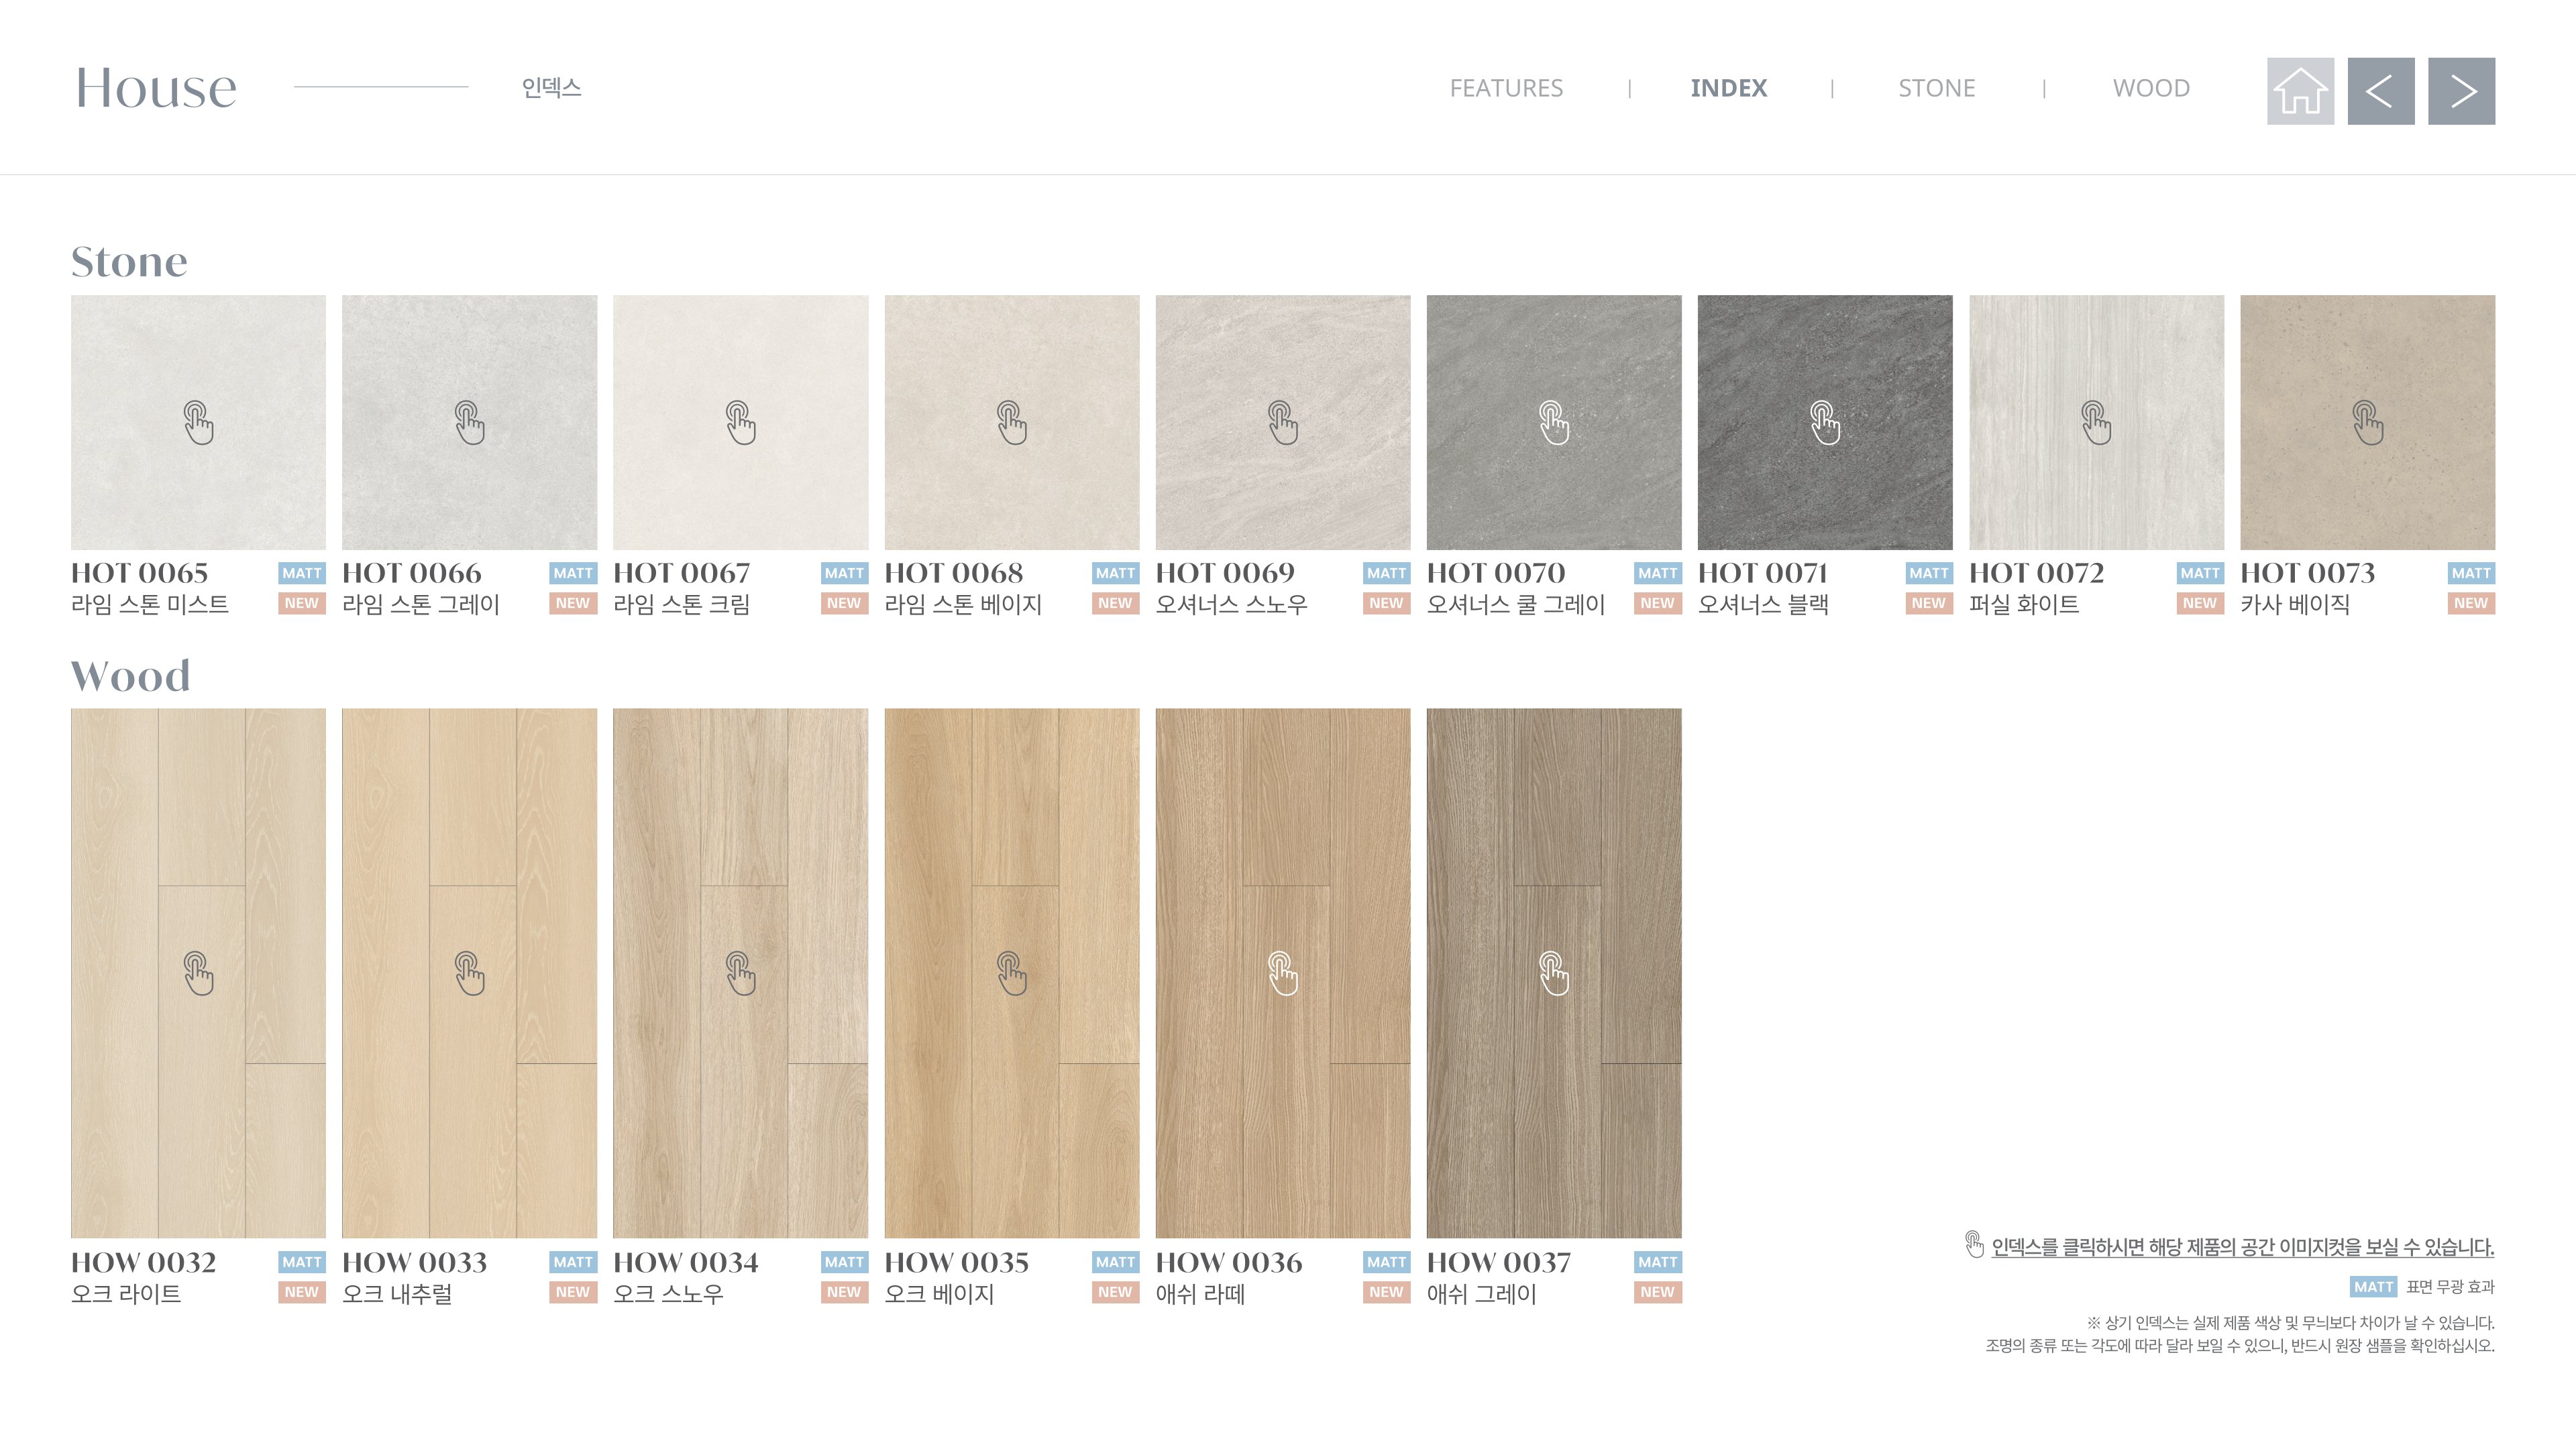 House
인덱스
FEATURES | INDEX | STONE | WOOD
Stone
HOT 0065 MATT
라임 스톤 미스트 NEW
HOT 0066 MATT
라임 스톤 그레이 NEW
HOT 0067 MATT
라임 스톤 크림 NEW
HOT 0068 MATT
라임 스톤 베이지 NEW
HOT 0069 MATT
오셔너스 스노우 NEW
HOT 0070 MATT
오셔너스 쿨 그레이 NEW
HOT 0071 MATT
오셔너스 블랙 NEW
HOT 0072 MATT
퍼실 화이트 NEW
HOT 0073 MATT
카사 베이직 NEW
Wood
HOW 0032 MATT
오크 라이트 NEW
HOW 0033 MATT
오크 내추럴 NEW
HOW 0034 MATT
오크 스노우 NEW
HOW 0035 MATT
오크 베이지 NEW
HOW 0036 MATT
애쉬 라떼 NEW
HOW 0037 MATT
애쉬 그레이 NEW
인덱스를 클릭하시면 해당 제품의 공간 이미지컷을 보실 수 있습니다.
MATT 표면 무광 효과
※ 상기 인덱스는 실제 제품 색상 및 무늬보다 차이가 날 수 있습니다.
조명의 종류 또는 각도에 따라 달라 보일 수 있으니, 반드시 원장 샘플을 확인하십시오.